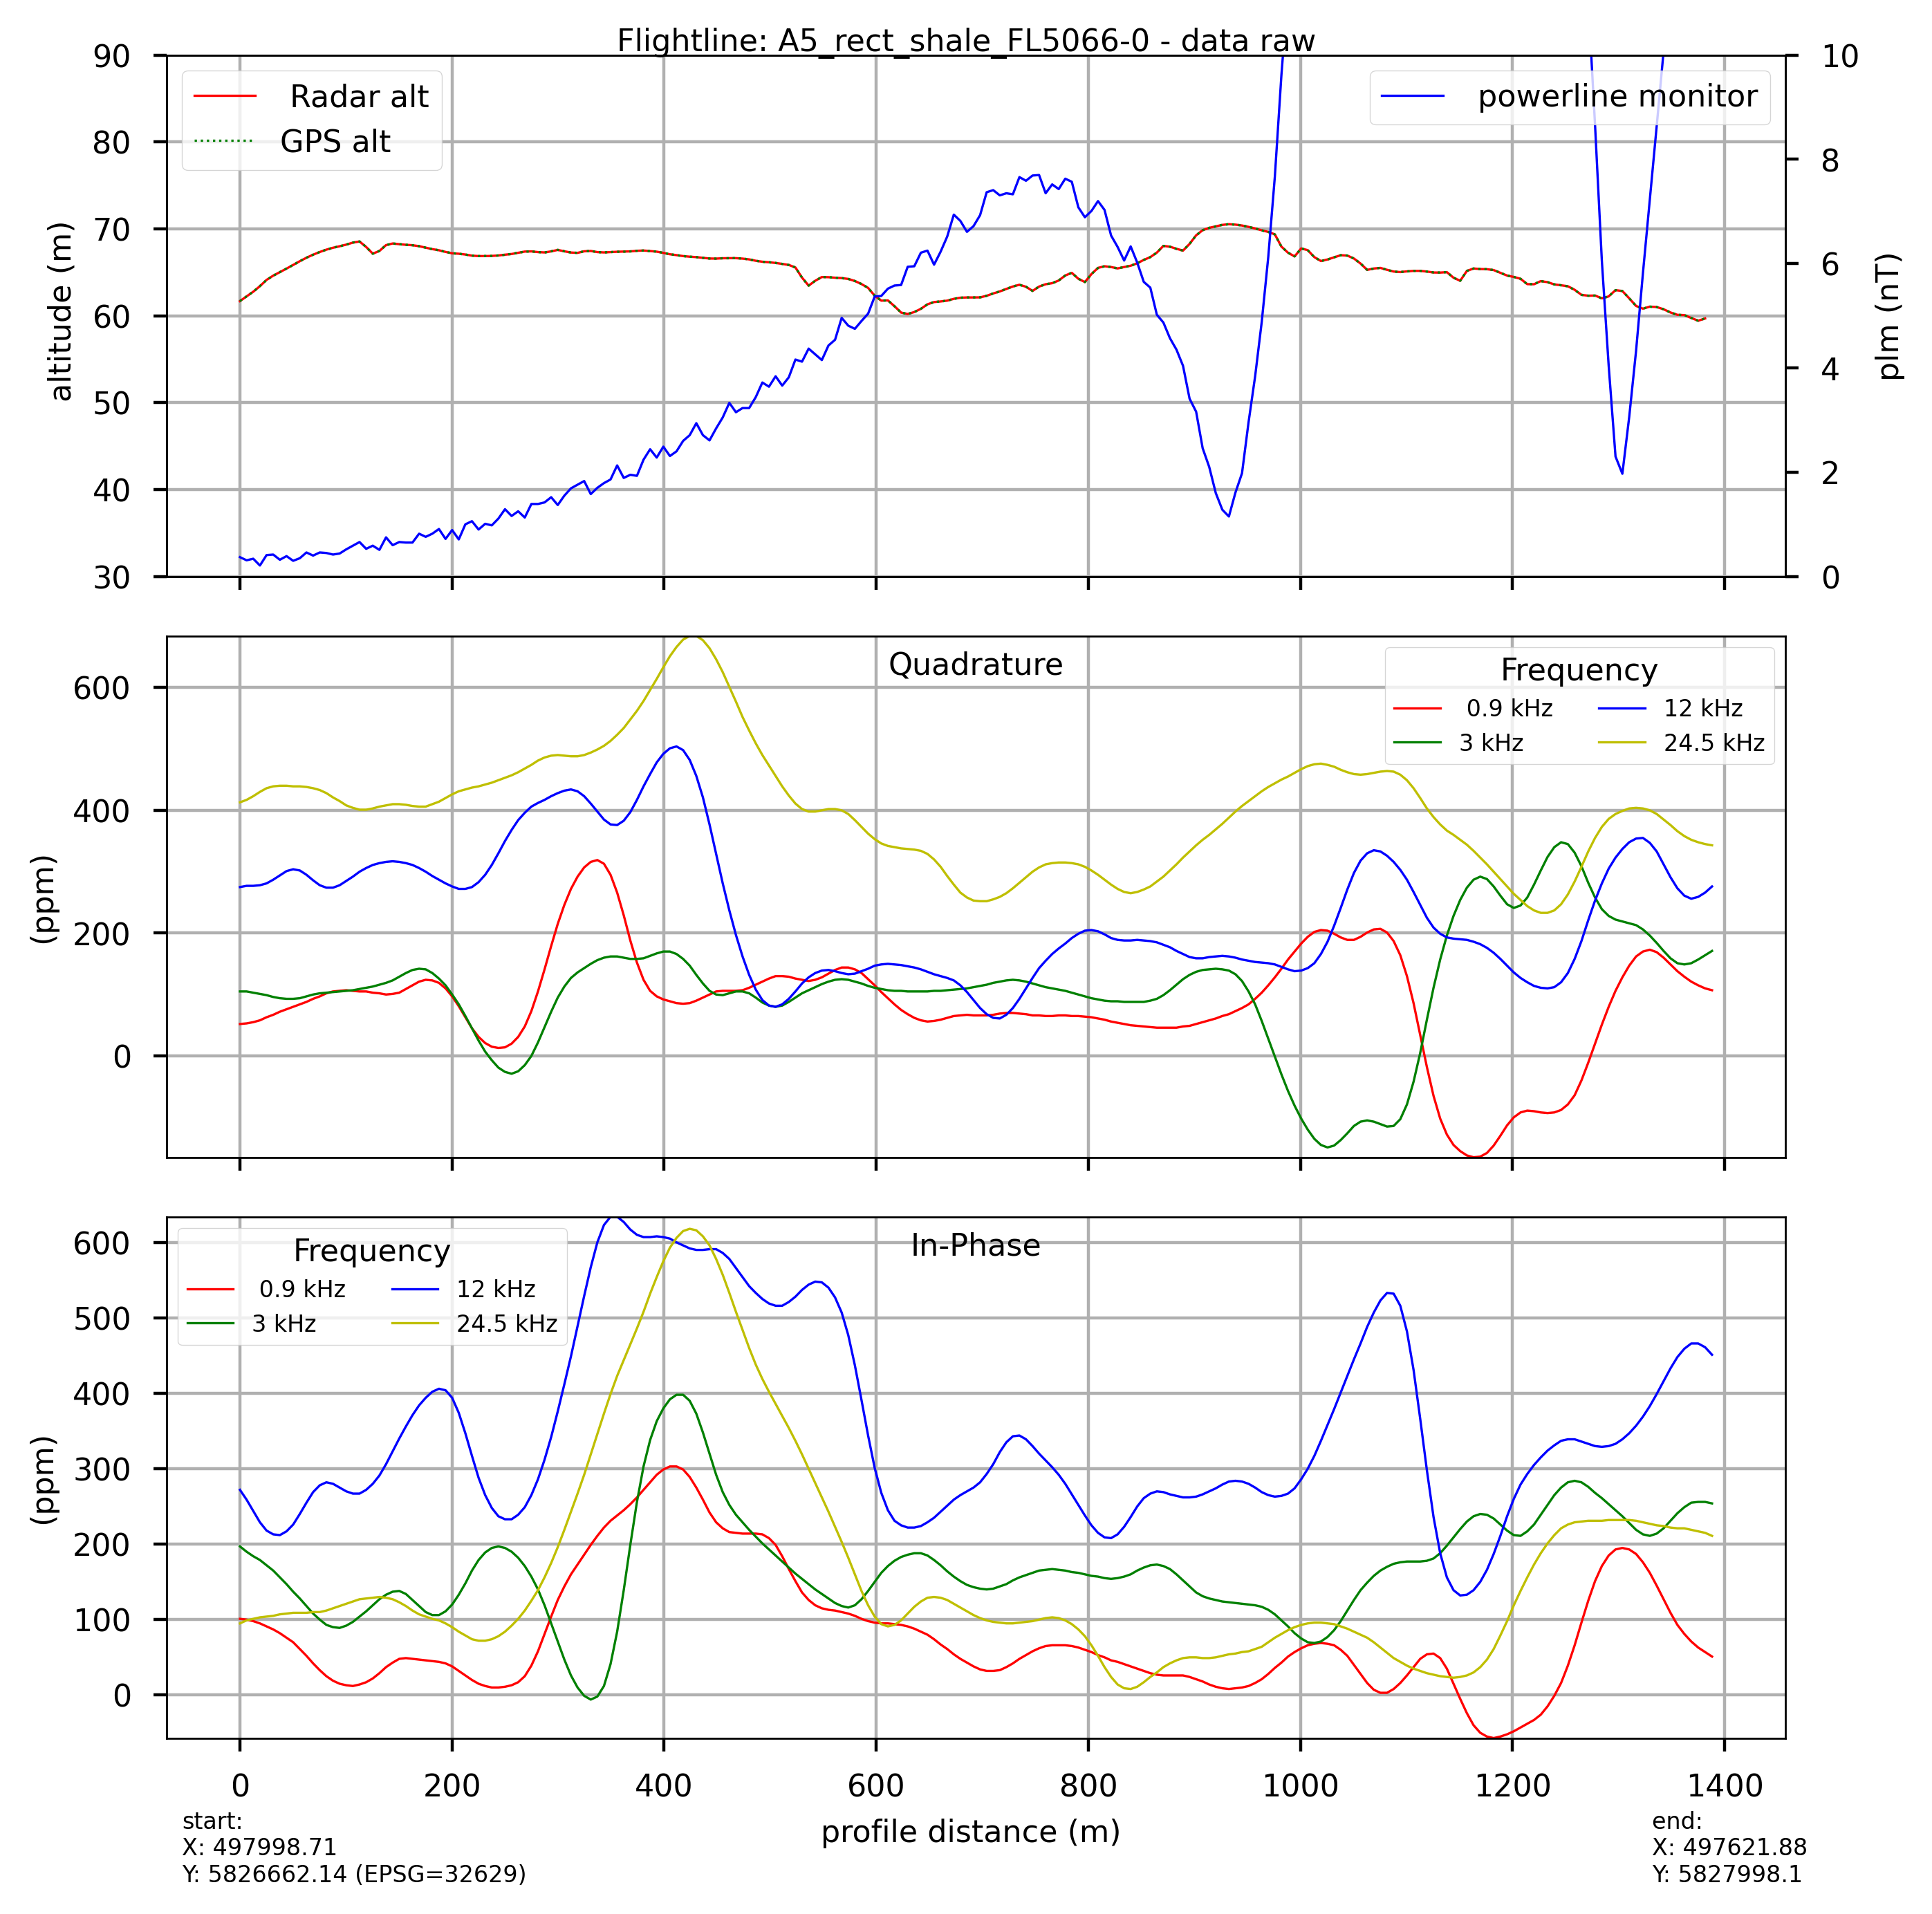 Flightline: A5_rect_shale_FL5066-0 - data raw
90
80
70
60
50
40
30
altitude (m)
Radar alt
GPS alt
powerline monitor
10
8
6
4
2
0
plm (nT)
Quadrature
600
400
200
0
(ppm)
Frequency
0.9 kHz 12 kHz
3 kHz 24.5 kHz
In-Phase
600
500
400
300
200
100
0
(ppm)
Frequency
0.9 kHz 12 kHz
3 kHz 24.5 kHz
0 200 400 600 800 1000 1200 1400
profile distance (m)
start:
X: 497998.71
Y: 5826662.14 (EPSG=32629)
end:
X: 497621.88
Y: 5827998.1